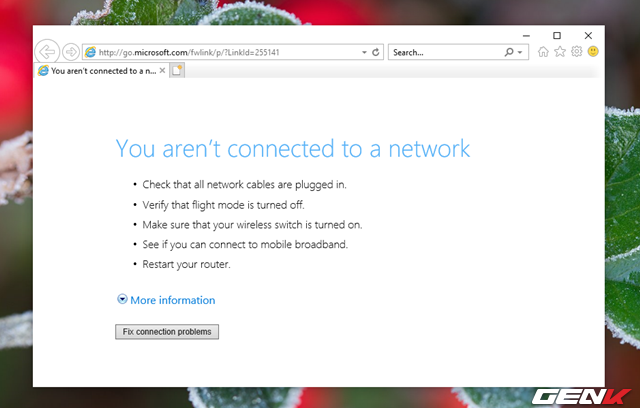 http://go.microsoft.com/fwlink/p/?LinkId=255141
Search...
You aren't connected to a n...
You aren't connected to a network
• Check that all network cables are plugged in.
• Verify that flight mode is turned off.
• Make sure that your wireless switch is turned on.
• See if you can connect to mobile broadband.
• Restart your router.
More information
Fix connection problems
GENK